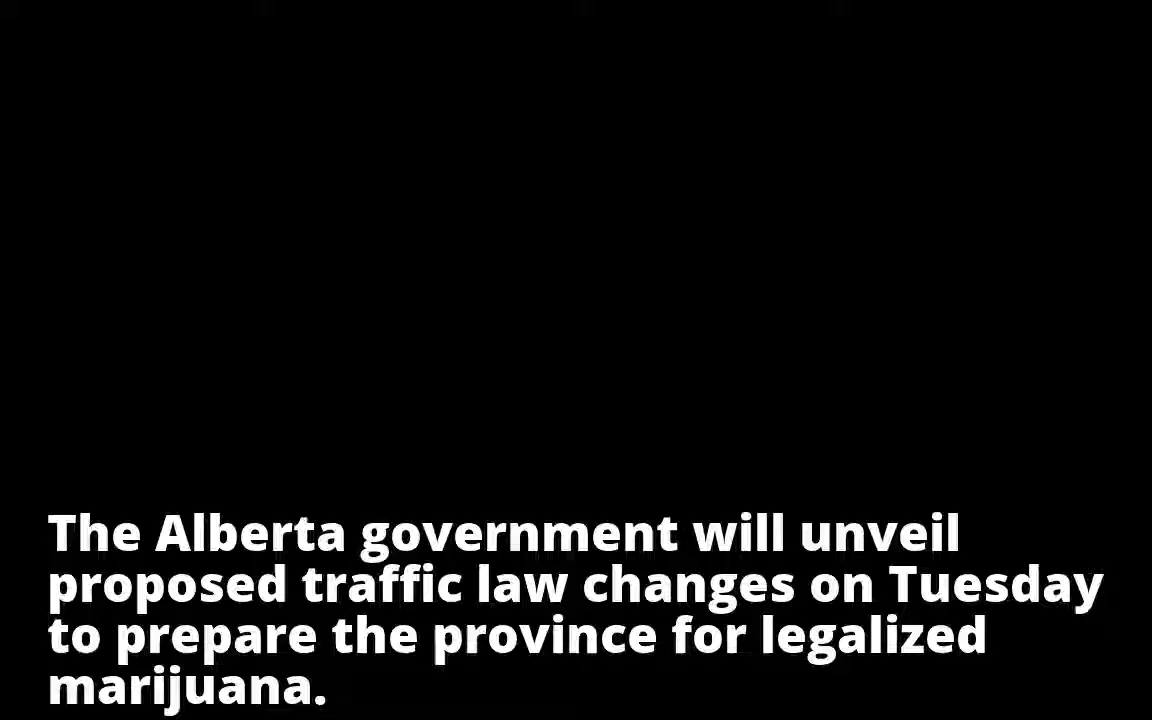 The Alberta government will unveil
proposed traffic law changes on Tuesday
to prepare the province for legalized
marijuana.